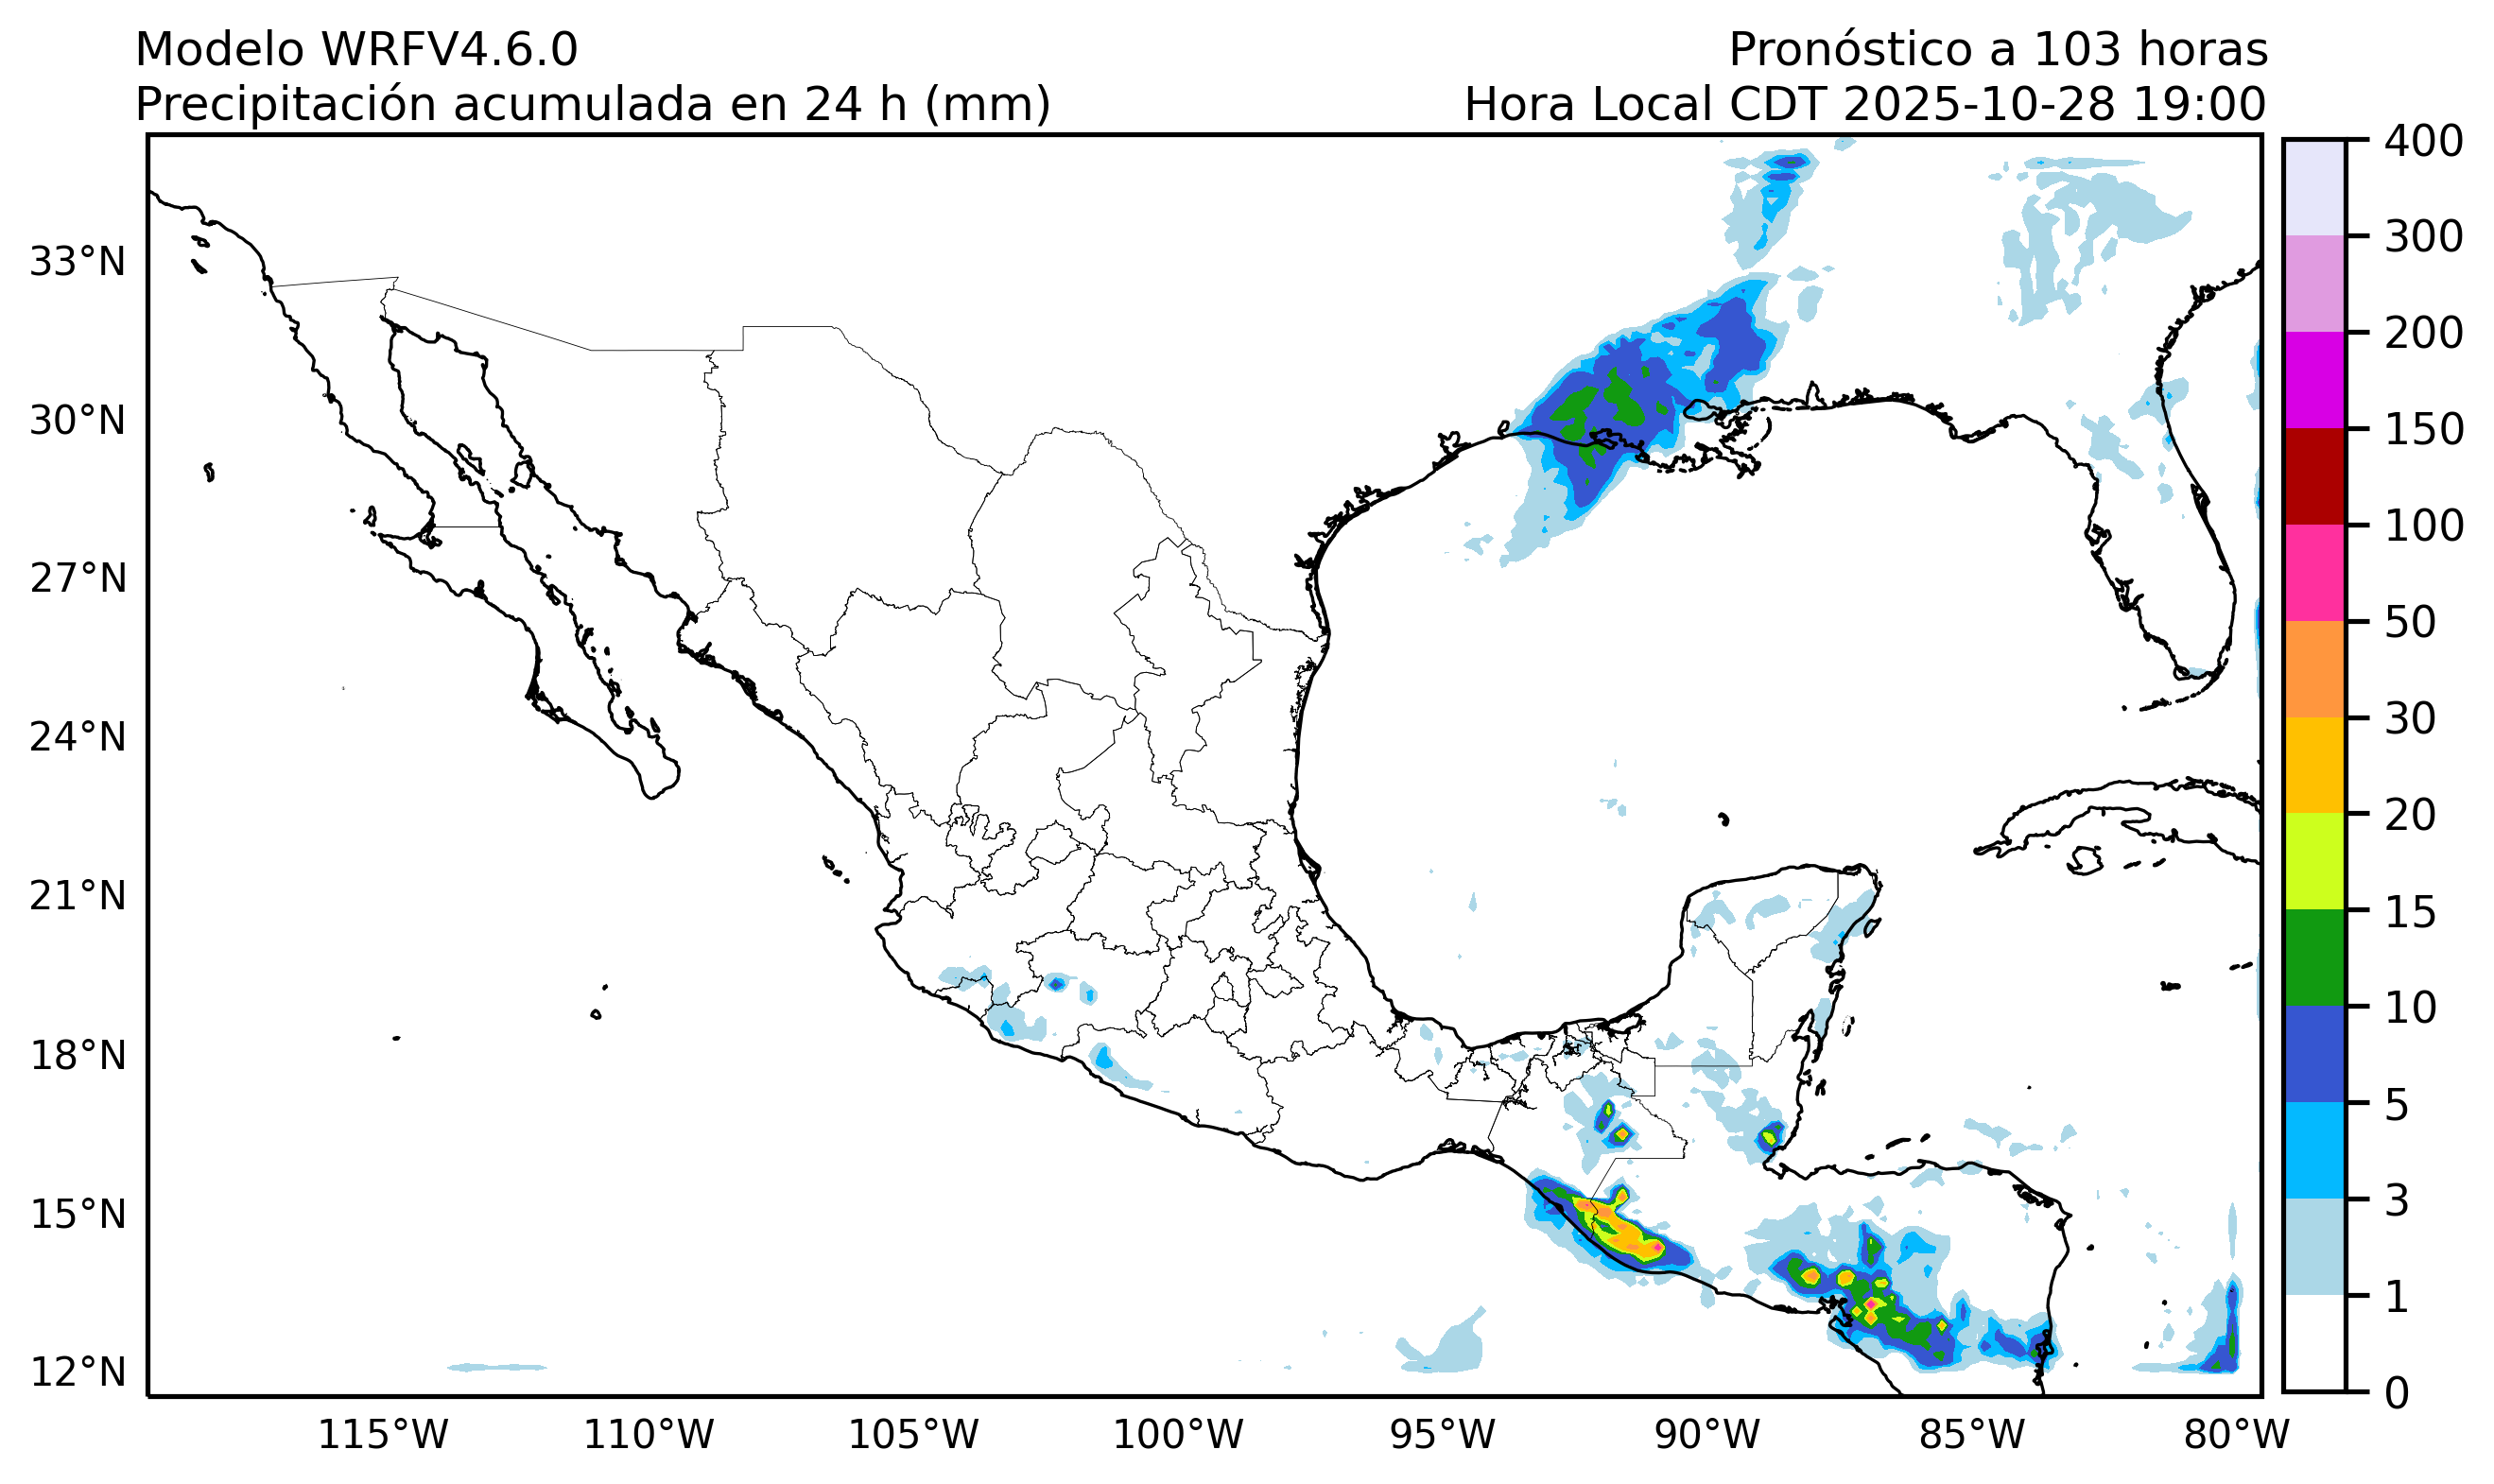 Modelo WRFV4.6.0
Pronóstico a 103 horas
Precipitación acumulada en 24 h (mm)
Hora Local CDT 2025-10-28 19:00
33°N
30°N
27°N
24°N
21°N
18°N
15°N
12°N
115°W
110°W
105°W
100°W
95°W
90°W
85°W
80°W
400
300
200
150
100
50
30
20
15
10
5
3
1
0